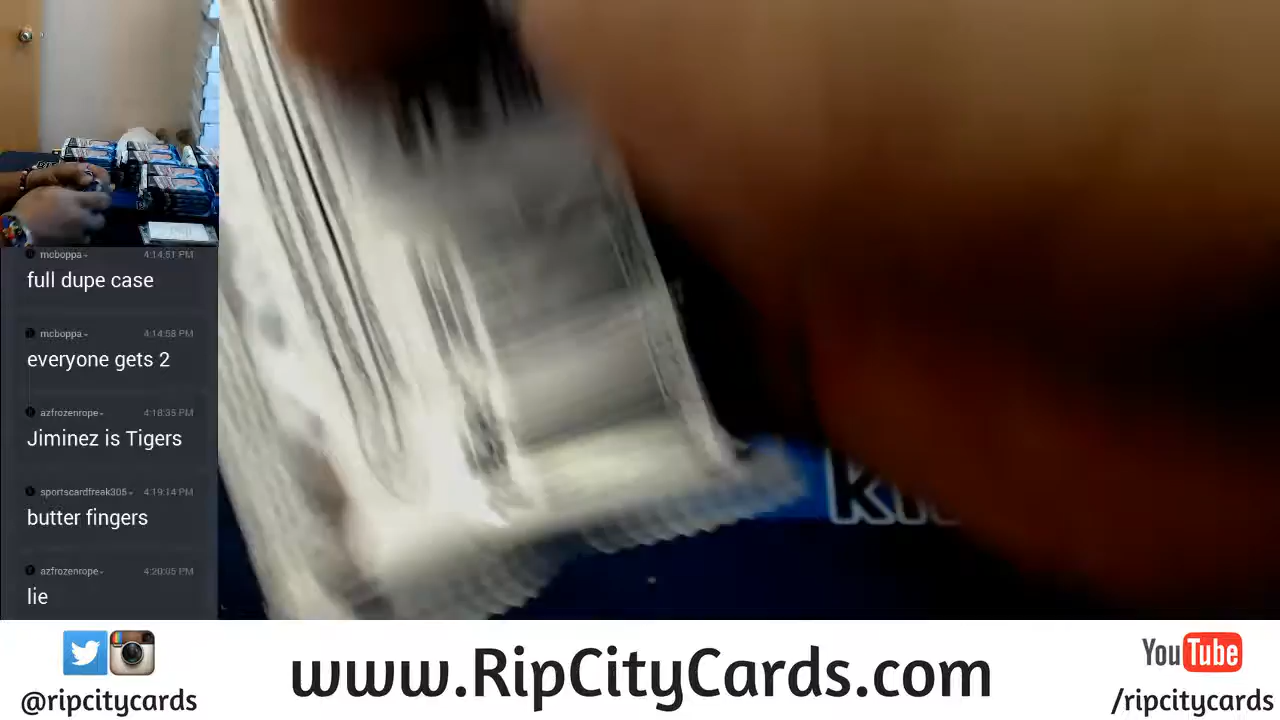 mcboppa
4:14:51 PM
full dupe case
mcboppa
4:14:58 PM
everyone gets 2
azfrozenrope
4:18:35 PM
Jiminez is Tigers
sportscardfreak305
4:19:14 PM
butter fingers
azfrozenrope
4:20:05 PM
lie
@ripcitycards
www.RipCityCards.com
YouTube
/ripcitycards